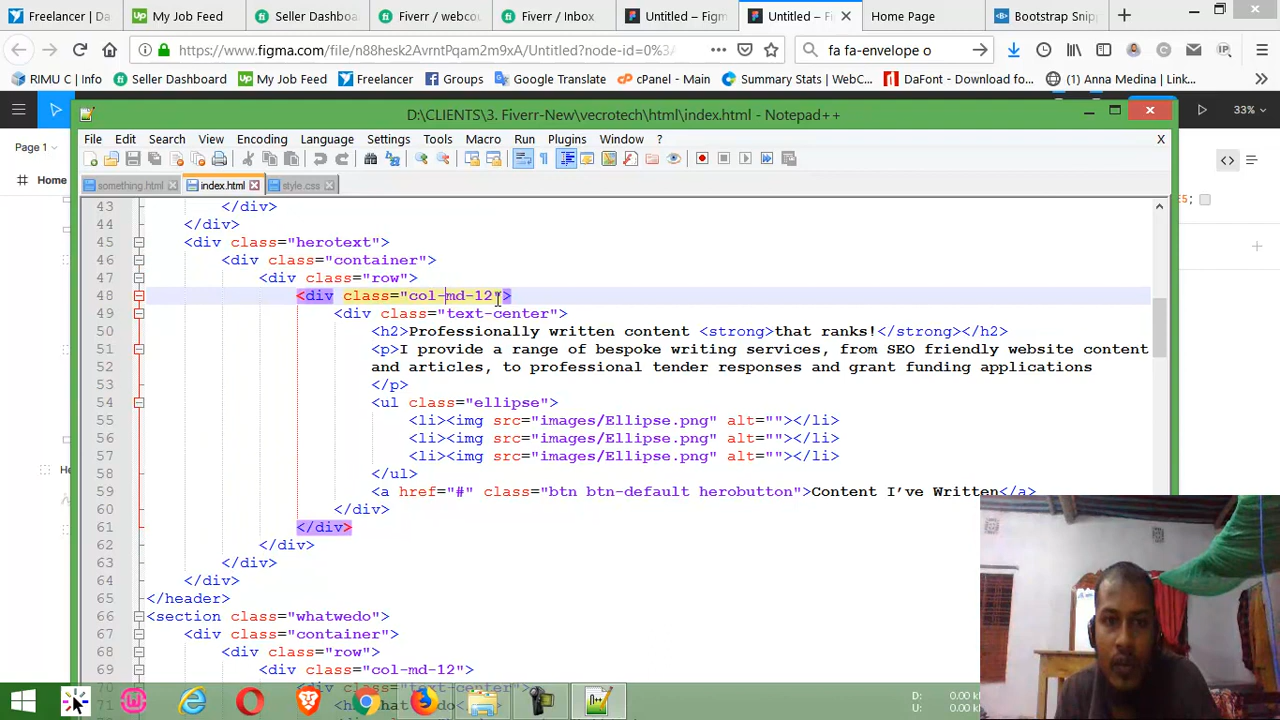 Freelancer | Da
My Job Feed
Seller Dashboa
Fiverr / webcou
Fiverr / Inbox
Untitled – Figm
Untitled – Fi
Home Page
Bootstrap Snip
https://www.figma.com/file/n88hesk2AvrntPqam2m9xA/Untitled?node-id=0%3A
fa fa-envelope o
RIMU C | Info
Seller Dashboard
My Job Feed
Freelancer
Groups
Google Translate
cPanel - Main
Summary Stats | WebC...
DaFont - Download fo...
(1) Anna Medina | Link...
D:\CLIENTS\3. Fiverr-New\vecrotech\html\index.html - Notepad++
33%
Page 1
Home
File Edit Search View Encoding Language Settings Tools Macro Run Plugins Window ? X
something.html
index.html
style.css
E5;
43 </div>
44 </div>
45 <div class="herotext">
46 <div class="container">
47 <div class="row">
48 <div class="col-md-12">
49 <div class="text-center">
50 <h2>Professionally written content <strong>that ranks!</strong></h2>
51 <p>I provide a range of bespoke writing services, from SEO friendly website content
52 and articles, to professional tender responses and grant funding applications
53 </p>
54 <ul class="ellipse">
55 <li><img src="images/Ellipse.png" alt=""></li>
56 <li><img src="images/Ellipse.png" alt=""></li>
57 <li><img src="images/Ellipse.png" alt=""></li>
58 </ul>
59 <a href="#" class="btn btn-default herobutton">Content I've Written</a>
60 </div>
61 </div>
62 </div>
63 </div>
64 </div>
65 </header>
66 <section class="whatwedo">
67 <div class="container">
68 <div class="row">
69 <div class="col-md-12">
D: 0.00 k
U: 0.00 k